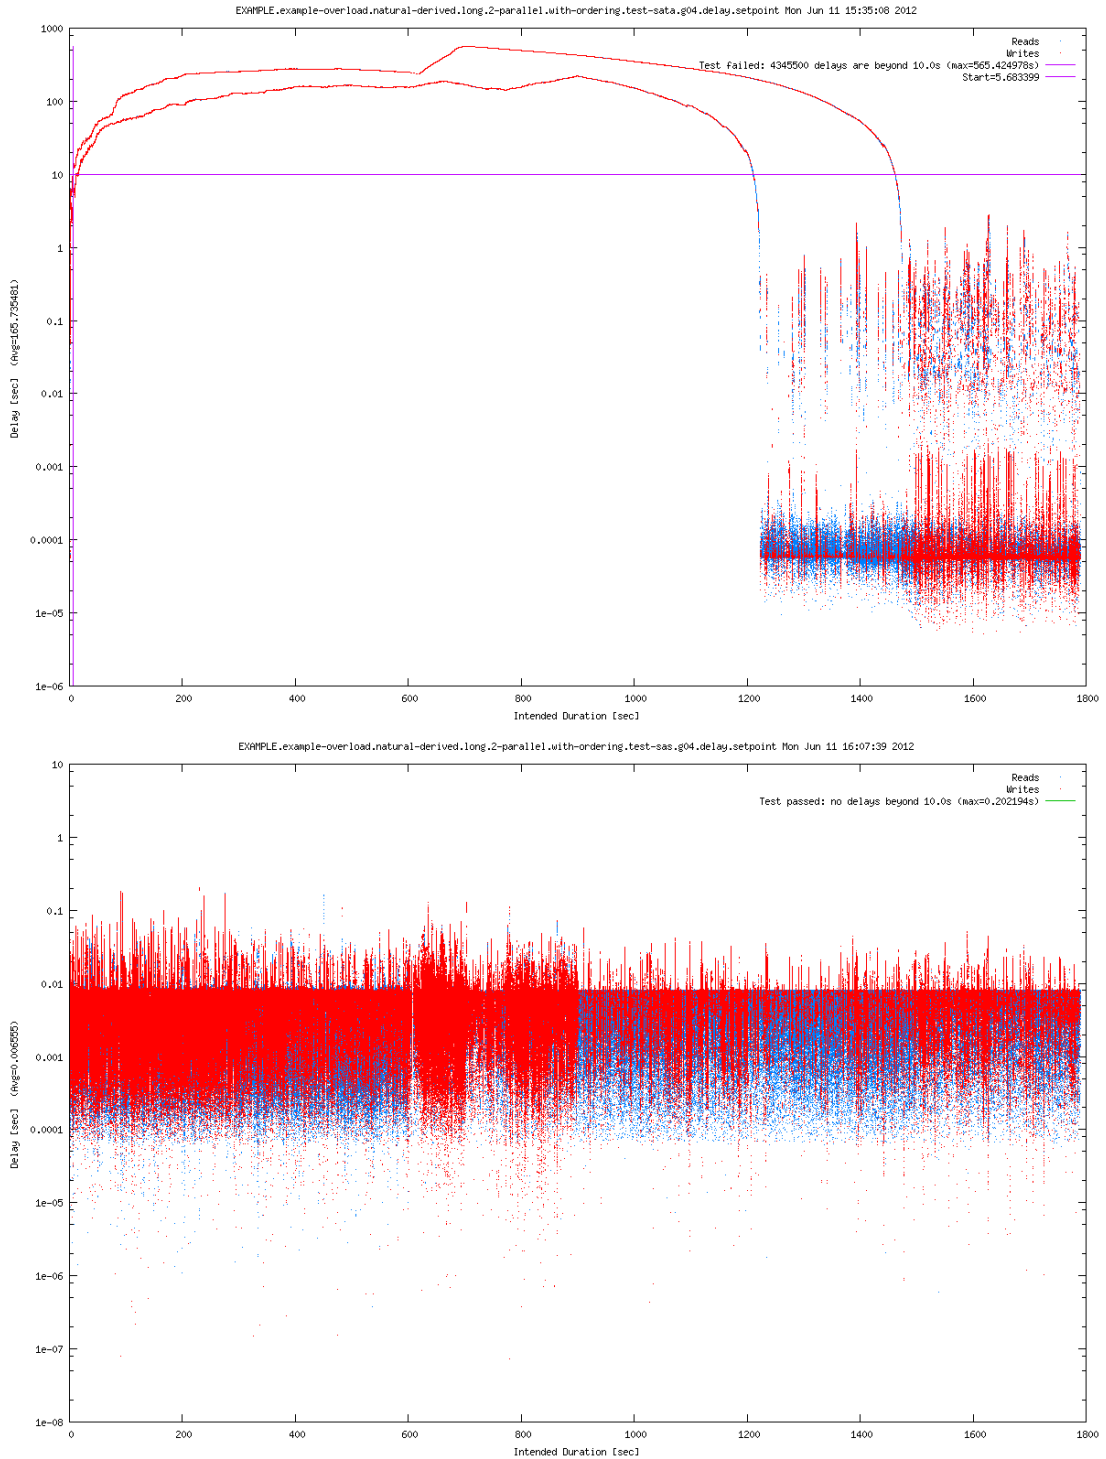 EXAMPLE.example-overload.natural-derived.long.2-parallel.with-ordering.test-sata.g04.delay.setpoint Mon Jun 11 15:35:08 2012
Reads
Writes
Test failed: 4345500 delays are beyond 10.0s (max=565.424978s)
Start=5.683399
1000
100
10
1
0.1
0.01
0.001
0.0001
1e-05
1e-06
Delay [sec] (Avg=165.735481)
0 200 400 600 800 1000 1200 1400 1600 1800
Intended Duration [sec]
EXAMPLE.example-overload.natural-derived.long.2-parallel.with-ordering.test-sas.g04.delay.setpoint Mon Jun 11 16:07:39 2012
Reads
Writes
Test passed: no delays beyond 10.0s (max=0.202194s)
10
1
0.1
0.01
0.001
0.0001
1e-05
1e-06
1e-07
1e-08
Delay [sec] (Avg=0.006555)
0 200 400 600 800 1000 1200 1400 1600 1800
Intended Duration [sec]